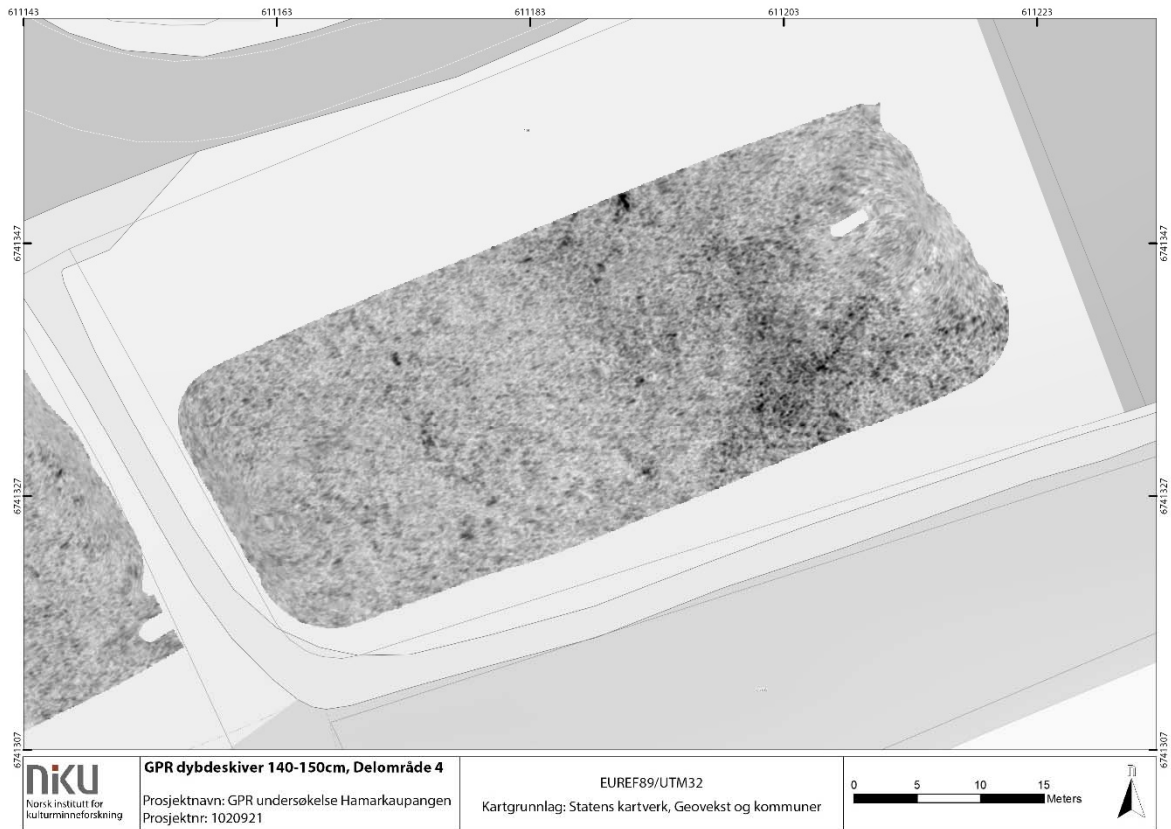 611143 611163 611183 611203 611223
6741347 6741347
6741327 6741327
6741307 6741307
niku
Norsk institutt for
kulturminneforskning
GPR dybdeskiver 140-150cm, Delområde 4
Prosjektnavn: GPR undersøkelse Hamarkaupangen
Prosjektnr: 1020921
EUREF89/UTM32
Kartgrunnlag: Statens kartverk, Geovekst og kommuner
0 5 10 15
Meters